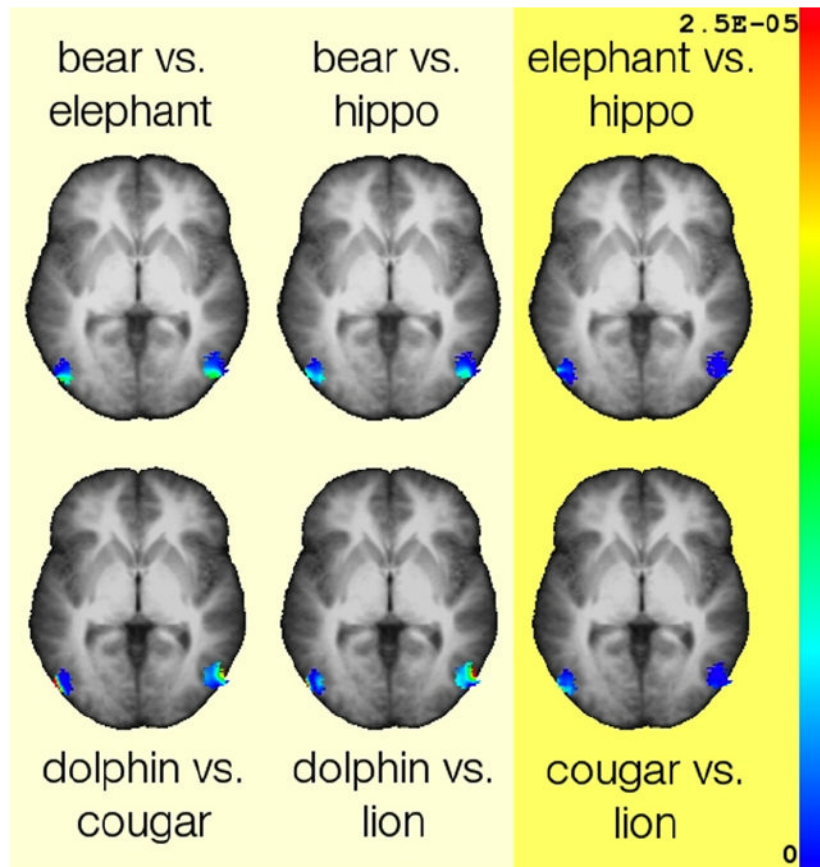 2.5E-05
bear vs.
elephant
bear vs.
hippo
elephant vs.
hippo
dolphin vs.
cougar
dolphin vs.
lion
cougar vs.
lion
0